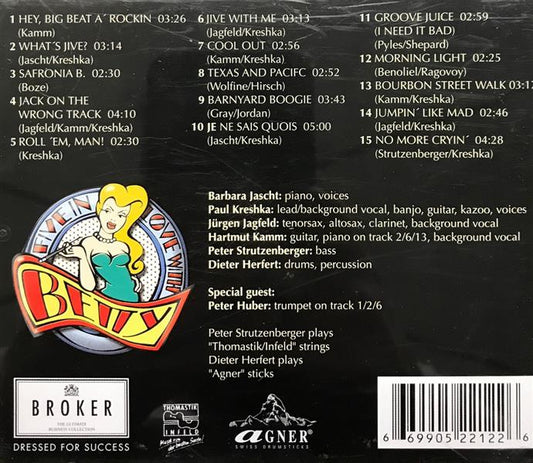 1 HEY, BIG BEAT A´ROCKIN 03:26
(Kamm)
2 WHAT´S JIVE? 03:14
(Jascht/Kreshka)
3 SAFRONIA B. 02:30
(Boze)
4 JACK ON THE
WRONG TRACK 04:10
(Jagfeld/Kamm/Kreshka)
5 ROLL ´EM, MAN! 02:30
(Kreshka)
6 JIVE WITH ME 03:13
(Jagfeld/Kreshka)
7 COOL OUT 02:56
(Kamm/Kreshka)
8 TEXAS AND PACIFC 02:52
(Wolfine/Hirsch)
9 BARNYARD BOOGIE 03:43
(Gray/Jordan)
10 JE NE SAIS QUOIS 05:00
(Jascht/Kreshka)
11 GROOVE JUICE 02:59
(I NEED IT BAD)
(Pyles/Shepard)
12 MORNING LIGHT 02:25
(Benoliel/Ragovoy)
13 BOURBON STREET WALK 03:12
(Kamm/Kreshka)
14 JUMPIN´ LIKE MAD 02:46
(Jagfeld/Kreshka)
15 NO MORE CRYIN´ 04:28
(Strutzenberger/Kreshka)
FIVE IN LOVE WITH
BETTY
Barbara Jascht: piano, voices
Paul Kreshka: lead/background vocal, banjo, guitar, kazoo, voices
Jürgen Jagfeld: tenorsax, altosax, clarinet, background vocal
Hartmut Kamm: guitar, piano on track 2/6/13, background vocal
Peter Strutzenberger: bass
Dieter Herfert: drums, percussion
Special guest:
Peter Huber: trumpet on track 1/2/6
Peter Strutzenberger plays
"Thomastik/Infeld" strings
Dieter Herfert plays
"Agner" sticks
BROKER
THE ULTIMATE
BUSINESS COLLECTION
DRESSED FOR SUCCESS
THOMASTIK
INFELD
AGNER
SWISS DRUMSTICKS
6 69905 22122 6